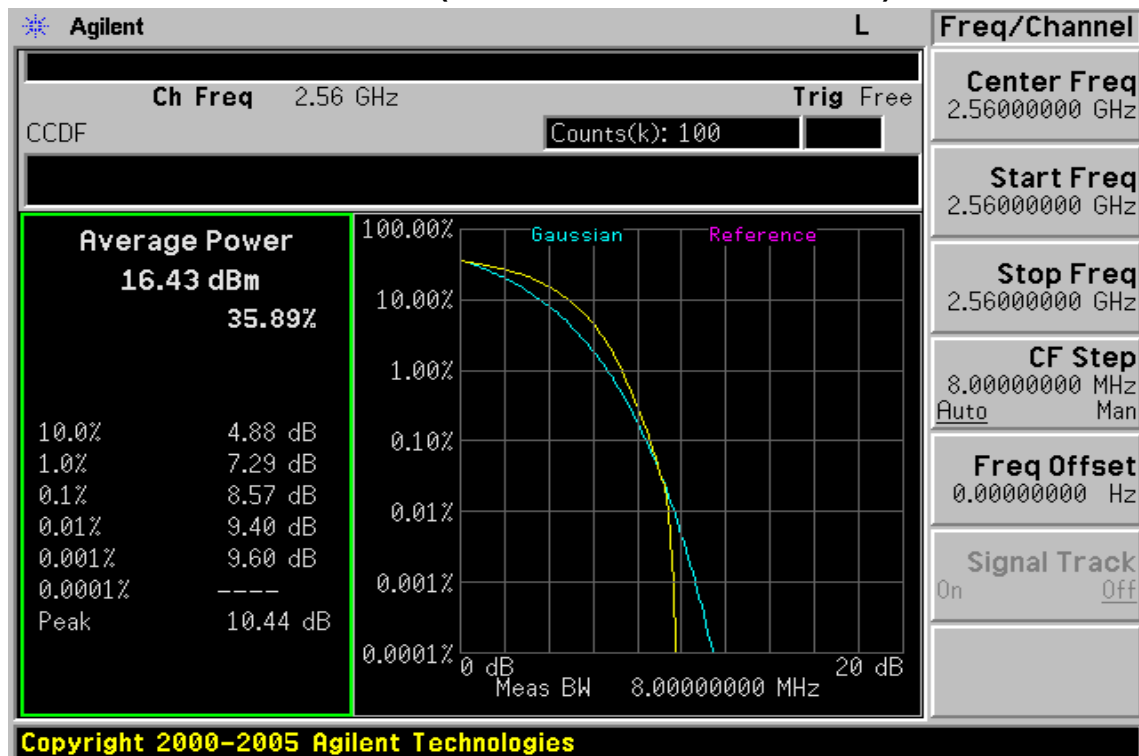 Agilent L
Ch Freq 2.56 GHz Trig Free
CCDF Counts(k): 100
Average Power
16.43 dBm
35.89%
10.0% 4.88 dB
1.0% 7.29 dB
0.1% 8.57 dB
0.01% 9.40 dB
0.001% 9.60 dB
0.0001% ----
Peak 10.44 dB
Gaussian Reference
100.00%
10.00%
1.00%
0.10%
0.01%
0.001%
0.0001%
0 dB 20 dB
Meas BW 8.00000000 MHz
Freq/Channel
Center Freq
2.56000000 GHz
Start Freq
2.56000000 GHz
Stop Freq
2.56000000 GHz
CF Step
8.00000000 MHz
Auto Man
Freq Offset
0.00000000 Hz
Signal Track
On Off
Copyright 2000-2005 Agilent Technologies